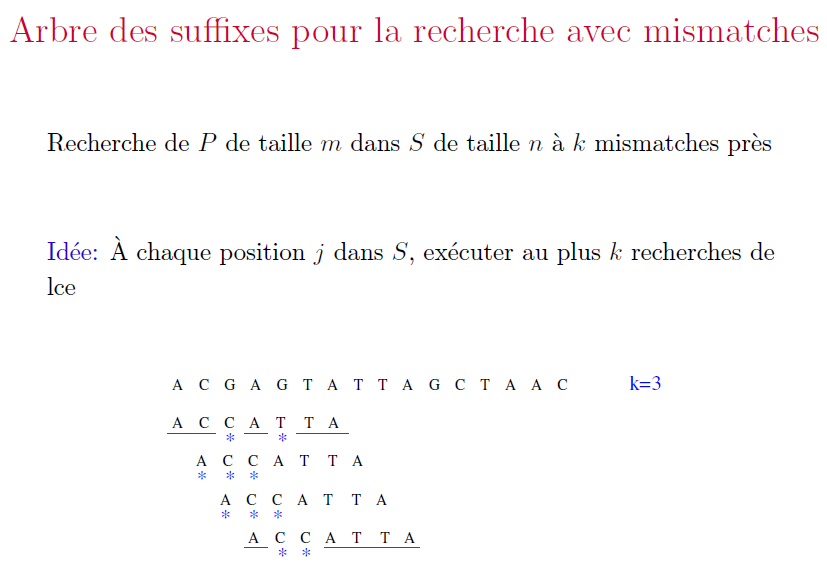 Arbre des suffixes pour la recherche avec mismatches
Recherche de P de taille m dans S de taille n à k mismatches près
Idée: À chaque position j dans S, exécuter au plus k recherches de
lce
A C G A G T A T T A G C T A A C k=3
A C C A T T A
* *
A C C A T T A
* * *
A C C A T T A
* * *
A C C A T T A
* *